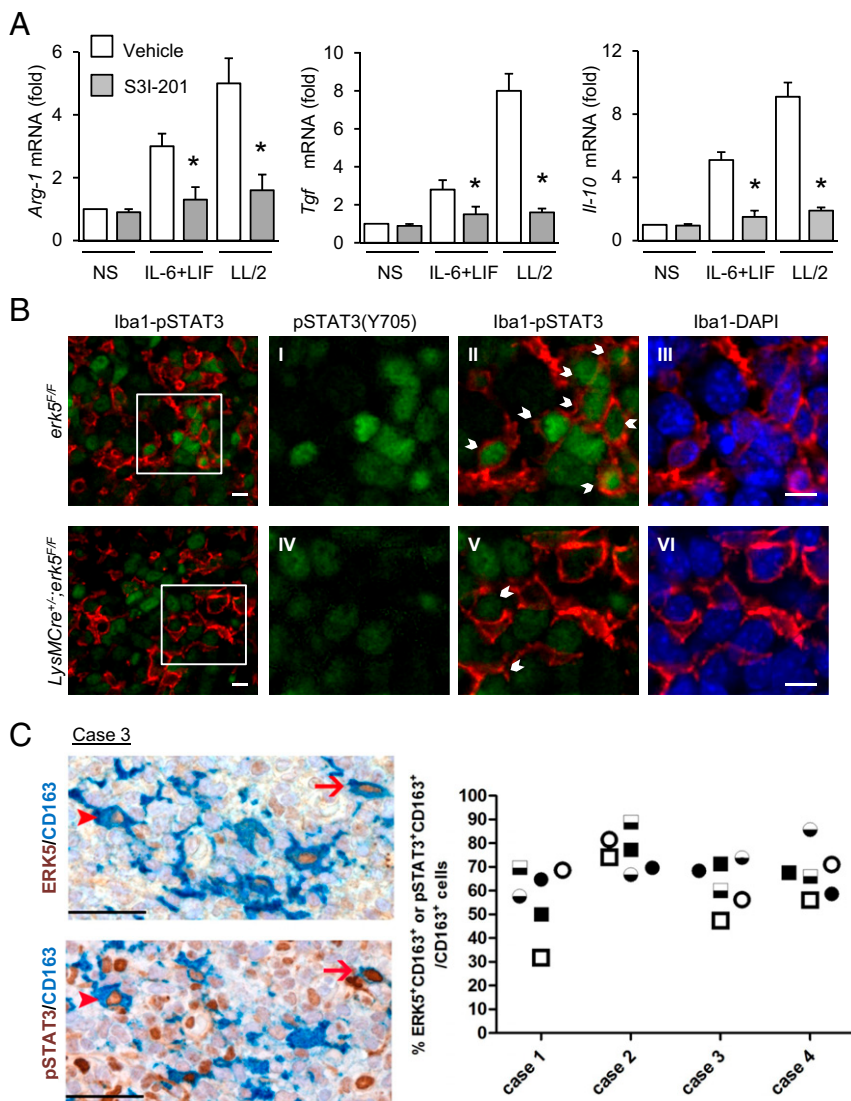 A
Vehicle
S3I-201
Arg-1 mRNA (fold)
6
4
2
0
*
*
NS
IL-6+LIF
LL/2
Tgf mRNA (fold)
10
8
6
4
2
0
*
*
NS
IL-6+LIF
LL/2
Il-10 mRNA (fold)
12
9
6
3
0
*
*
NS
IL-6+LIF
LL/2
B
Iba1-pSTAT3
pSTAT3(Y705)
Iba1-pSTAT3
Iba1-DAPI
erk5F/F
I
II
III
LysMCre+/-;erk5F/F
IV
V
VI
C
Case 3
ERK5/CD163
pSTAT3/CD163
% ERK5+CD163+ or pSTAT3+CD163+
/CD163+ cells
100
90
80
70
60
50
40
30
20
10
0
case 1
case 2
case 3
case 4